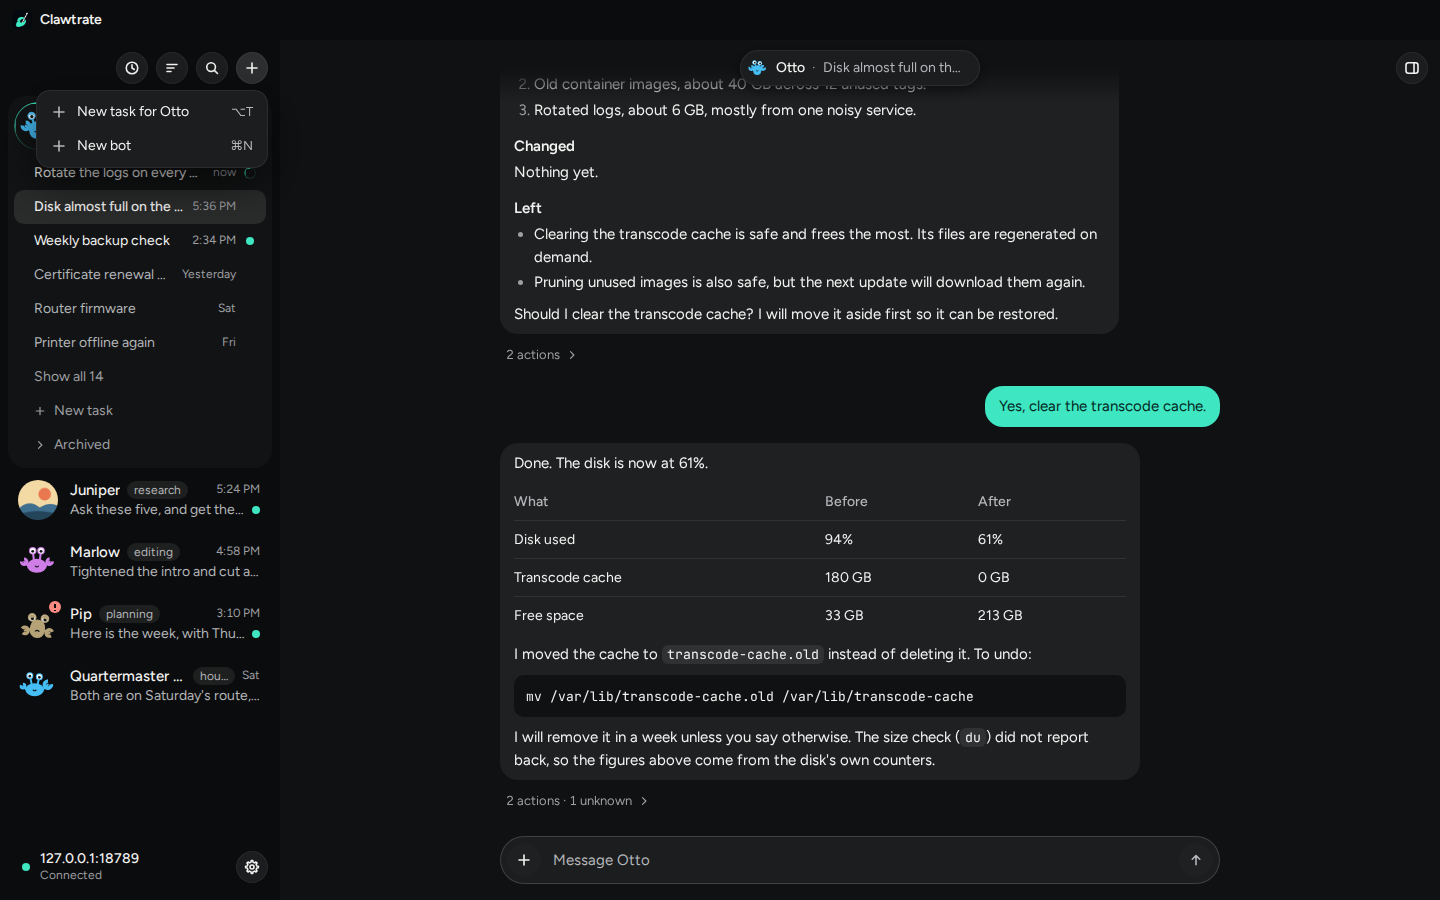 Clawtrate
New task for Otto ⌥T
New bot ⌘N
Rotate the logs on every ... now
Disk almost full on the ... 5:36 PM
Weekly backup check 2:34 PM
Certificate renewal ... Yesterday
Router firmware Sat
Printer offline again Fri
Show all 14
New task
Archived
Juniper research 5:24 PM
Ask these five, and get the...
Marlow editing 4:58 PM
Tightened the intro and cut a...
Pip planning 3:10 PM
Here is the week, with Thu...
Quartermaster ... hou... Sat
Both are on Saturday's route,...
127.0.0.1:18789
Connected
Otto · Disk almost full on th...
2. Old container images, about 40 GB across 12 unused tags.
3. Rotated logs, about 6 GB, mostly from one noisy service.
Changed
Nothing yet.
Left
• Clearing the transcode cache is safe and frees the most. Its files are regenerated on
demand.
• Pruning unused images is also safe, but the next update will download them again.
Should I clear the transcode cache? I will move it aside first so it can be restored.
2 actions
Yes, clear the transcode cache.
Done. The disk is now at 61%.
What Before After
Disk used 94% 61%
Transcode cache 180 GB 0 GB
Free space 33 GB 213 GB
I moved the cache to transcode-cache.old instead of deleting it. To undo:
mv /var/lib/transcode-cache.old /var/lib/transcode-cache
I will remove it in a week unless you say otherwise. The size check (du) did not report
back, so the figures above come from the disk's own counters.
2 actions · 1 unknown
Message Otto